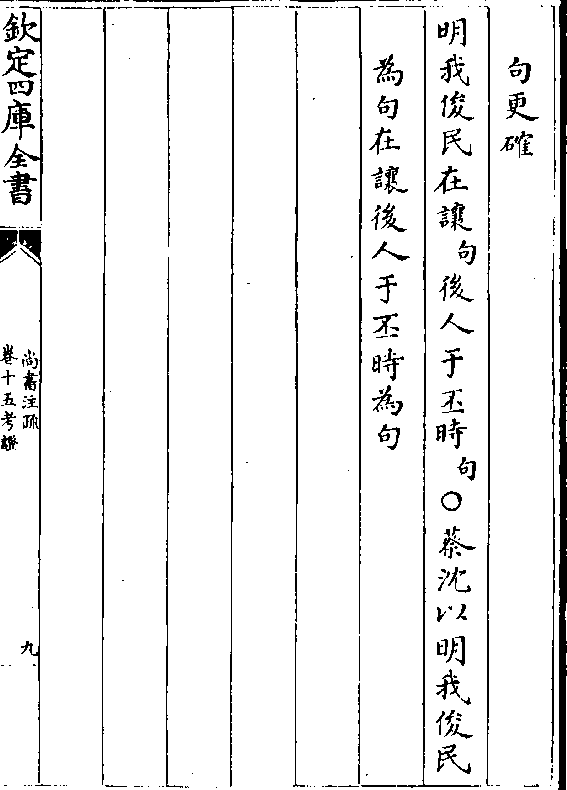 句更確
明我俊民在讓句後人于丕時句〇蔡沈以明我俊民
為句在讓後人于丕時為句
欽定四庫全書
尚書注疏
卷十五考證
九